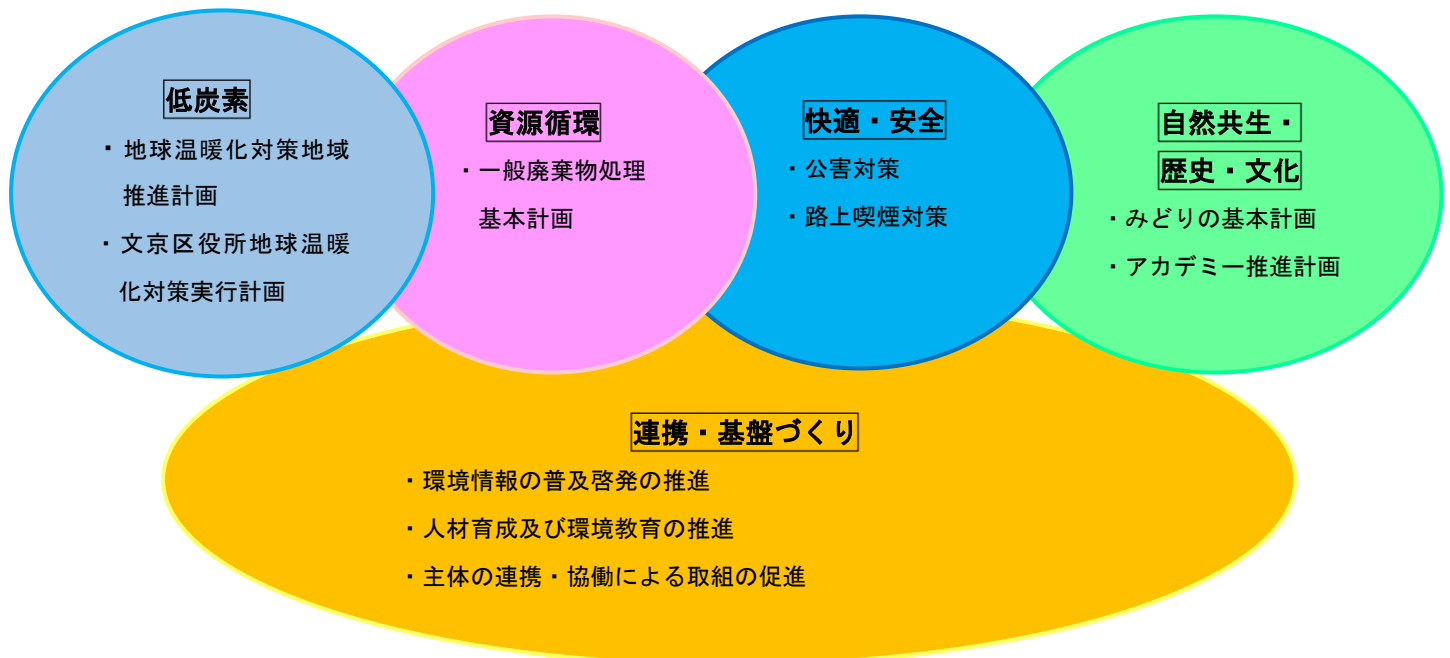 低炭素
・地球温暖化対策地域
推進計画
・文京区役所地球温暖
化対策実行計画
資源循環
・一般廃棄物処理
基本計画
快適・安全
・公害対策
・路上喫煙対策
自然共生・
歴史・文化
・みどりの基本計画
・アカデミー推進計画
連携・基盤づくり
・環境情報の普及啓発の推進
・人材育成及び環境教育の推進
・主体の連携・協働による取組の促進